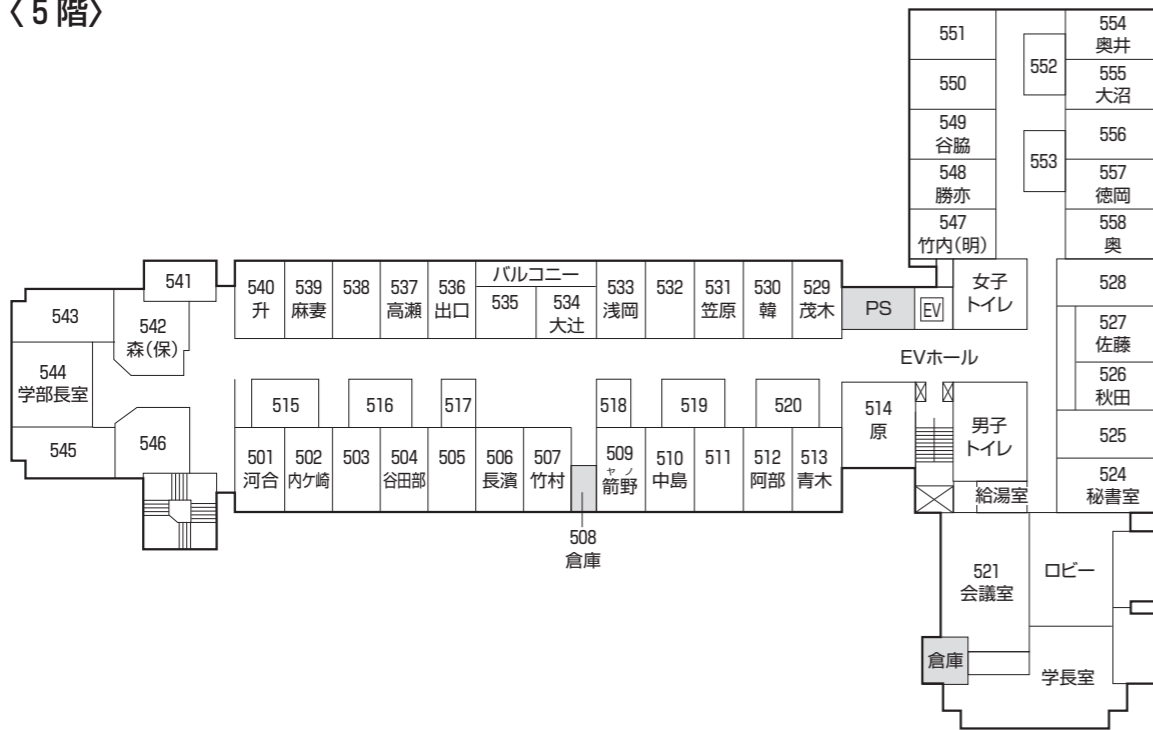 〈5階〉
551
550
549
谷脇
548
勝亦
547
竹内(明)
552
553
554
奥井
555
大沼
556
557
徳岡
558
奥
541
543
542
森(保)
544
学部長室
545
546
540
升
539
麻妻
538
537
高瀬
536
出口
バルコニー
535
534
大辻
533
浅岡
532
531
笠原
530
韓
529
茂木
PS
EV
女子
トイレ
528
527
佐藤
526
秋田
525
524
秘書室
EVホール
515
516
517
518
519
520
514
原
男子
トイレ
給湯室
501
河合
502
内ケ崎
503
504
谷田部
505
506
長濱
507
竹村
508
倉庫
509
ヤノ
箭野
510
中島
511
512
阿部
513
青木
521
会議室
ロビー
倉庫
学長室